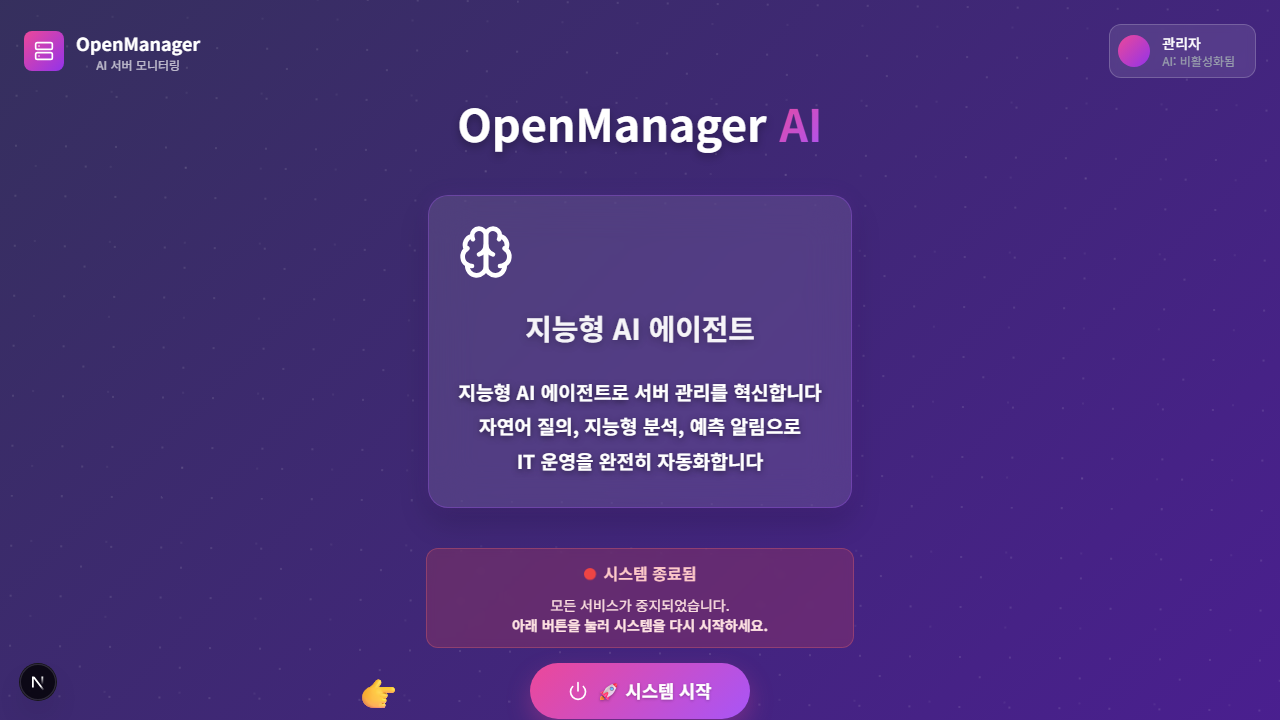 OpenManager
AI 서버 모니터링
관리자
AI: 비활성화됨
OpenManager AI
지능형 AI 에이전트
지능형 AI 에이전트로 서버 관리를 혁신합니다
자연어 질의, 지능형 분석, 예측 알림으로
IT 운영을 완전히 자동화합니다
시스템 종료됨
모든 서비스가 중지되었습니다.
아래 버튼을 눌러 시스템을 다시 시작하세요.
N
👉
🚀 시스템 시작